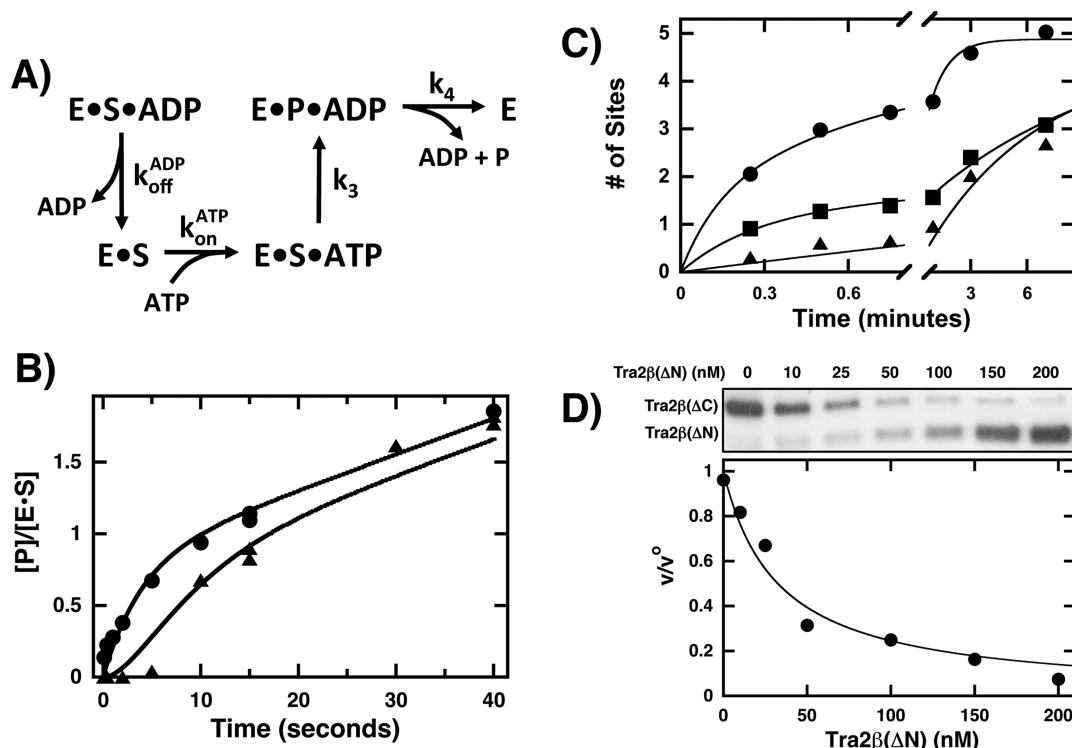 A)
E•S•ADP
E•P•ADP
k4
E
ADP + P
ADP
k_off^ADP
k3
k_on^ATP
E•S
E•S•ATP
ATP
B)
[P]/[E•S]
1.5
1
0.5
0
0 10 20 30 40
Time (seconds)
C)
# of Sites
5
4
3
2
1
0
0 0.3 0.6 3 6
Time (minutes)
D)
Tra2β(ΔN) (nM) 0 10 25 50 100 150 200
Tra2β(ΔC)
Tra2β(ΔN)
v/v°
1
0.8
0.6
0.4
0.2
0
0 50 100 150 200
Tra2β(ΔN) (nM)